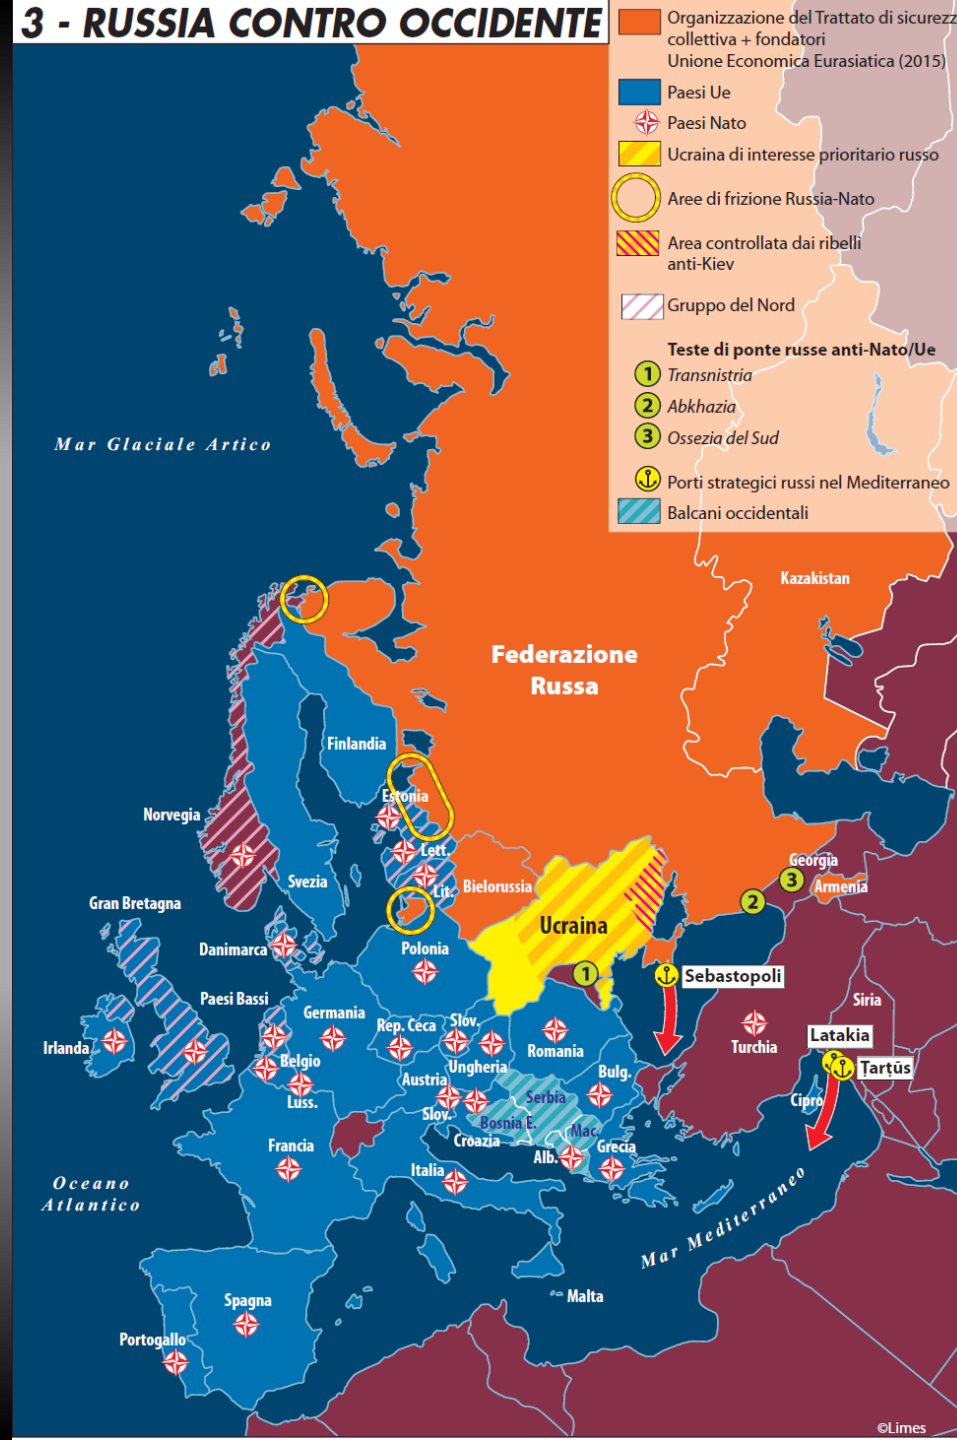 3 - RUSSIA CONTRO OCCIDENTE
Organizzazione del Trattato di sicurezz
collettiva + fondatori
Unione Economica Eurasiatica (2015)
Paesi Ue
Paesi Nato
Ucraina di interesse prioritario russo
Aree di frizione Russia-Nato
Area controllata dai ribelli
anti-Kiev
Gruppo del Nord
Teste di ponte russe anti-Nato/Ue
1 Transnistria
2 Abkhazia
3 Ossezia del Sud
Porti strategici russi nel Mediterraneo
Balcani occidentali
Mar Glaciale Artico
Kazakistan
Federazione
Russa
Finlandia
Estonia
Norvegia
Lett.
Georgia
Svezia
Lit.
Bielorussia
3
Armenia
Gran Bretagna
2
Ucraina
Danimarca
Polonia
1
Sebastopoli
Paesi Bassi
Germania
Rep. Ceca
Slov.
Siria
Irlanda
Romania
Turchia
Latakia
Belgio
Ungheria
Tarţūs
Luss.
Austria
Bulg.
Serbia
Cipro
Slov.
Bosnia E.
Mac.
Croazia
Francia
Alb.
Grecia
Italia
Oceano
Atlantico
Mar Mediterraneo
Malta
Spagna
Portogallo
©Limes